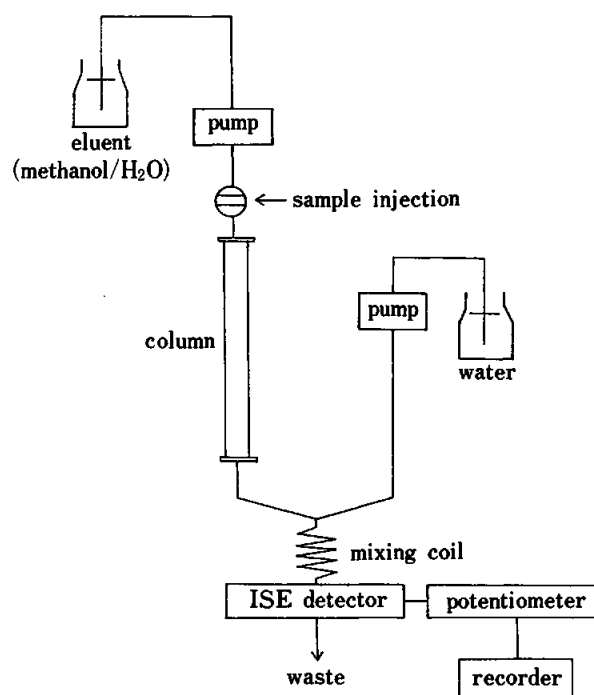 pump
eluent
(methanol/H₂O)
sample injection
pump
column
water
mixing coil
ISE detector
potentiometer
waste
recorder